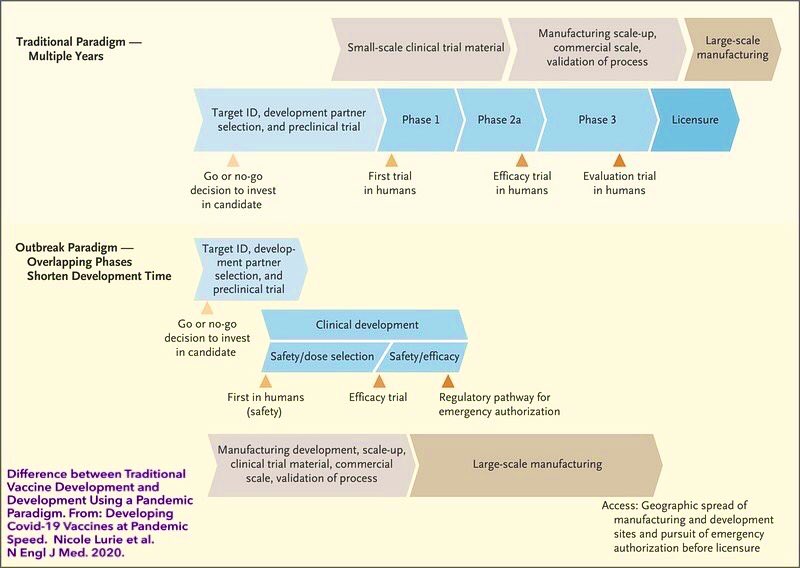 Traditional Paradigm —
Multiple Years
Small-scale clinical trial material
Manufacturing scale-up,
commercial scale,
validation of process
Large-scale
manufacturing
Target ID, development partner
selection, and preclinical trial
Phase 1
Phase 2a
Phase 3
Licensure
Go or no-go
decision to invest
in candidate
First trial
in humans
Efficacy trial
in humans
Evaluation trial
in humans
Outbreak Paradigm —
Overlapping Phases
Shorten Development Time
Target ID, develop-
ment partner
selection, and
preclinical trial
Go or no-go
decision to invest
in candidate
Clinical development
Safety/dose selection
Safety/efficacy
First in humans
(safety)
Efficacy trial
Regulatory pathway for
emergency authorization
Manufacturing development, scale-up,
clinical trial material, commercial
scale, validation of process
Large-scale manufacturing
Access: Geographic spread of
manufacturing and development
sites and pursuit of emergency
authorization before licensure
Difference between Traditional
Vaccine Development and
Development Using a Pandemic
Paradigm. From: Developing
Covid-19 Vaccines at Pandemic
Speed. Nicole Lurie et al.
N Engl J Med. 2020.